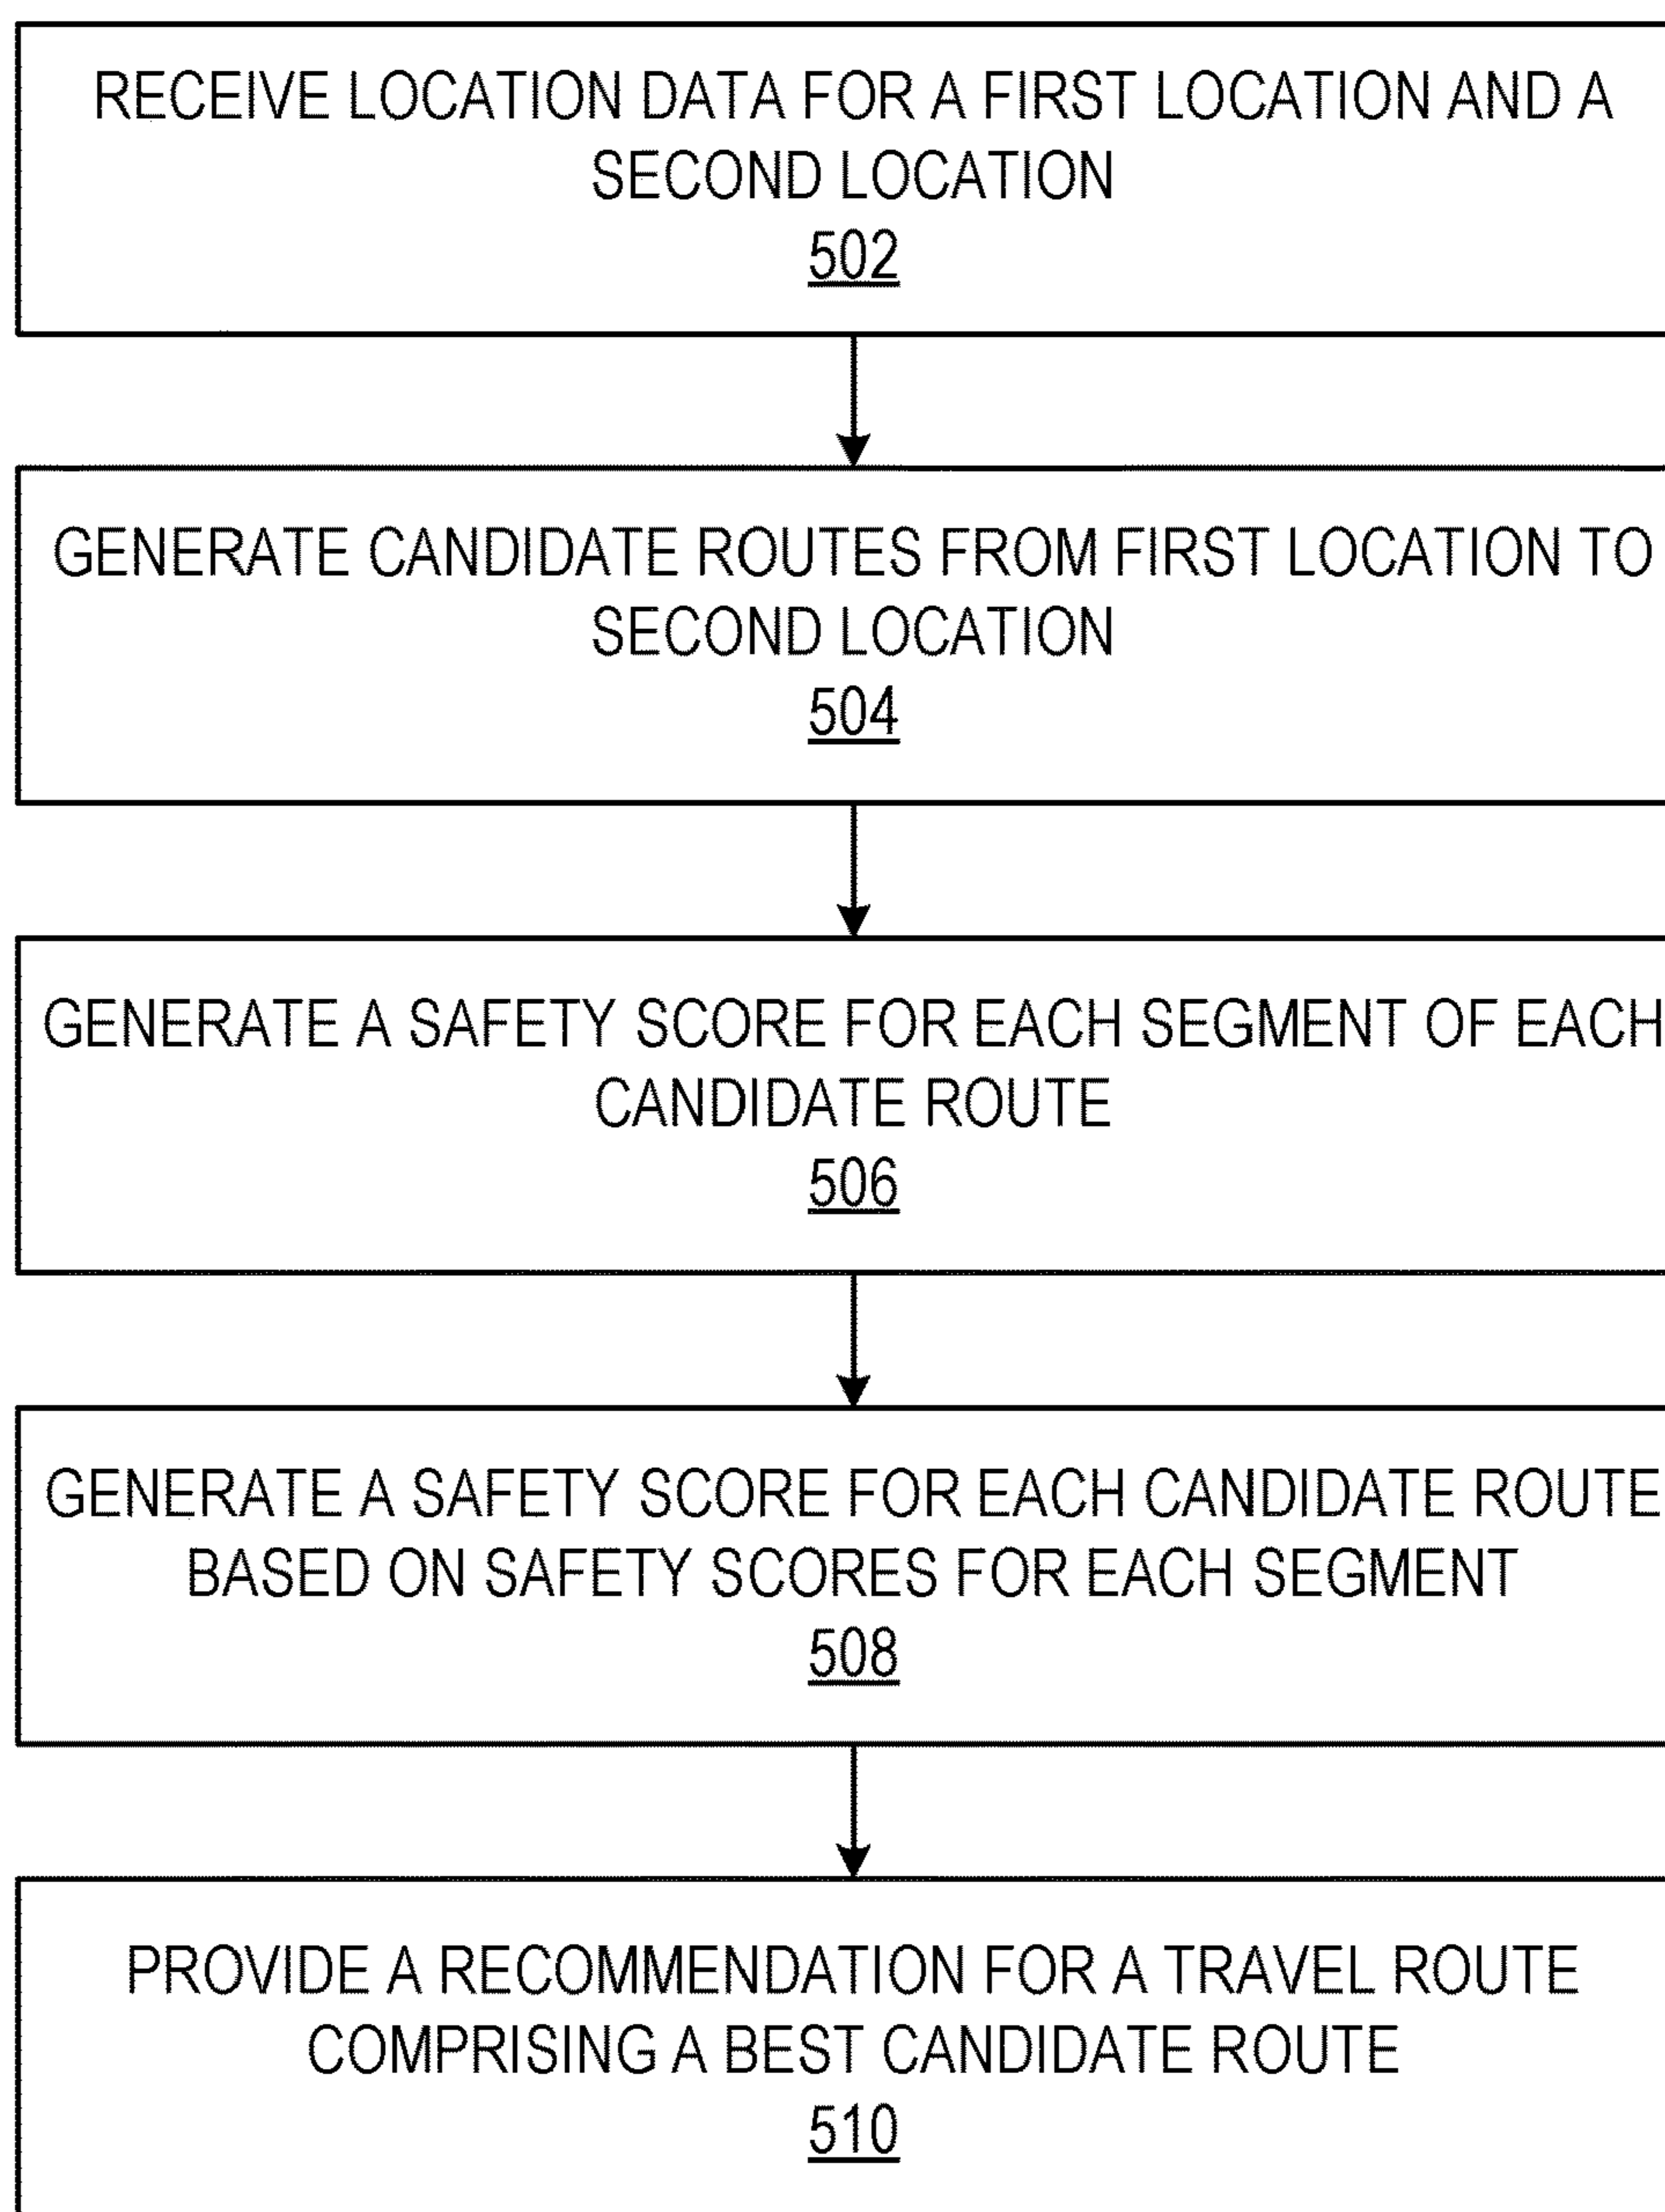 RECEIVE LOCATION DATA FOR A FIRST LOCATION AND A
SECOND LOCATION
502
GENERATE CANDIDATE ROUTES FROM FIRST LOCATION TO
SECOND LOCATION
504
GENERATE A SAFETY SCORE FOR EACH SEGMENT OF EACH
CANDIDATE ROUTE
506
GENERATE A SAFETY SCORE FOR EACH CANDIDATE ROUTE
BASED ON SAFETY SCORES FOR EACH SEGMENT
508
PROVIDE A RECOMMENDATION FOR A TRAVEL ROUTE
COMPRISING A BEST CANDIDATE ROUTE
510